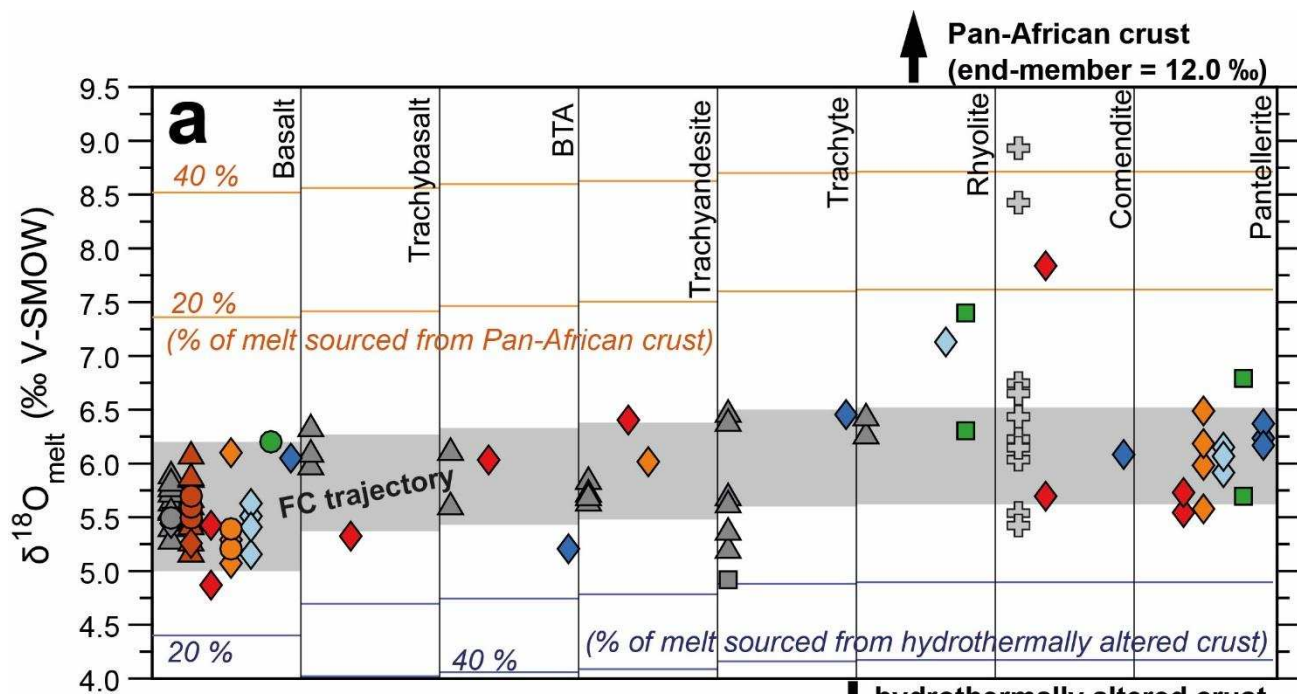 Pan-African crust
(end-member = 12.0 ‰)
a
9.5
9.0
8.5
8.0
7.5
7.0
6.5
6.0
5.5
5.0
4.5
4.0
δ¹⁸Omelt (‰ V-SMOW)
Basalt
Trachybasalt
BTA
Trachyandesite
Trachyte
Rhyolite
Comendite
Pantellerite
40 %
20 %
(% of melt sourced from Pan-African crust)
FC trajectory
(% of melt sourced from hydrothermally altered crust)
20 %
40 %
hydrothermally altered crust